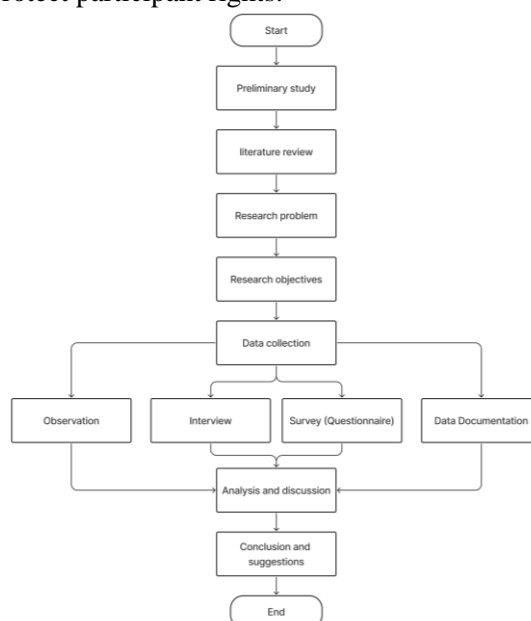 rotect participant rights.
Start
Preliminary study
literature review
Research problem
Research objectives
Data collection
Observation
Interview
Survey (Questionnaire)
Data Documentation
Analysis and discussion
Conclusion and
suggestions
End